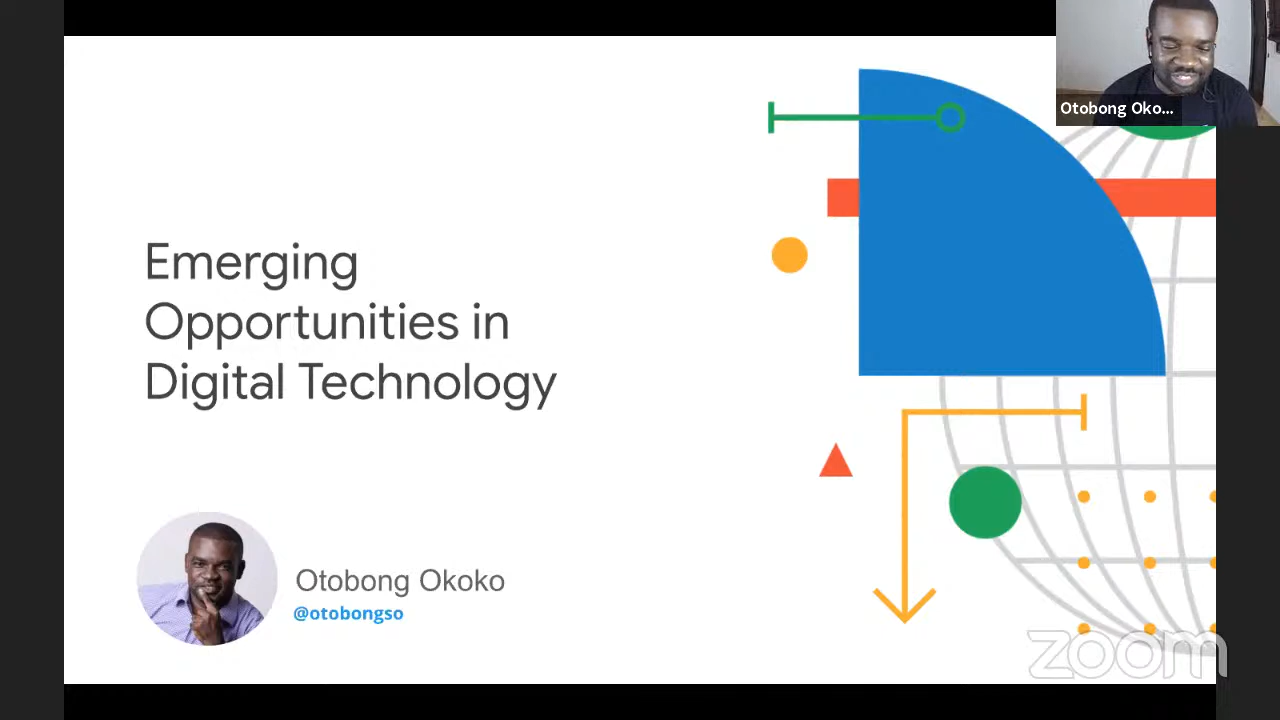 Otobong Oko...
Emerging
Opportunities in
Digital Technology
Otobong Okoko
@otobongso
zoom